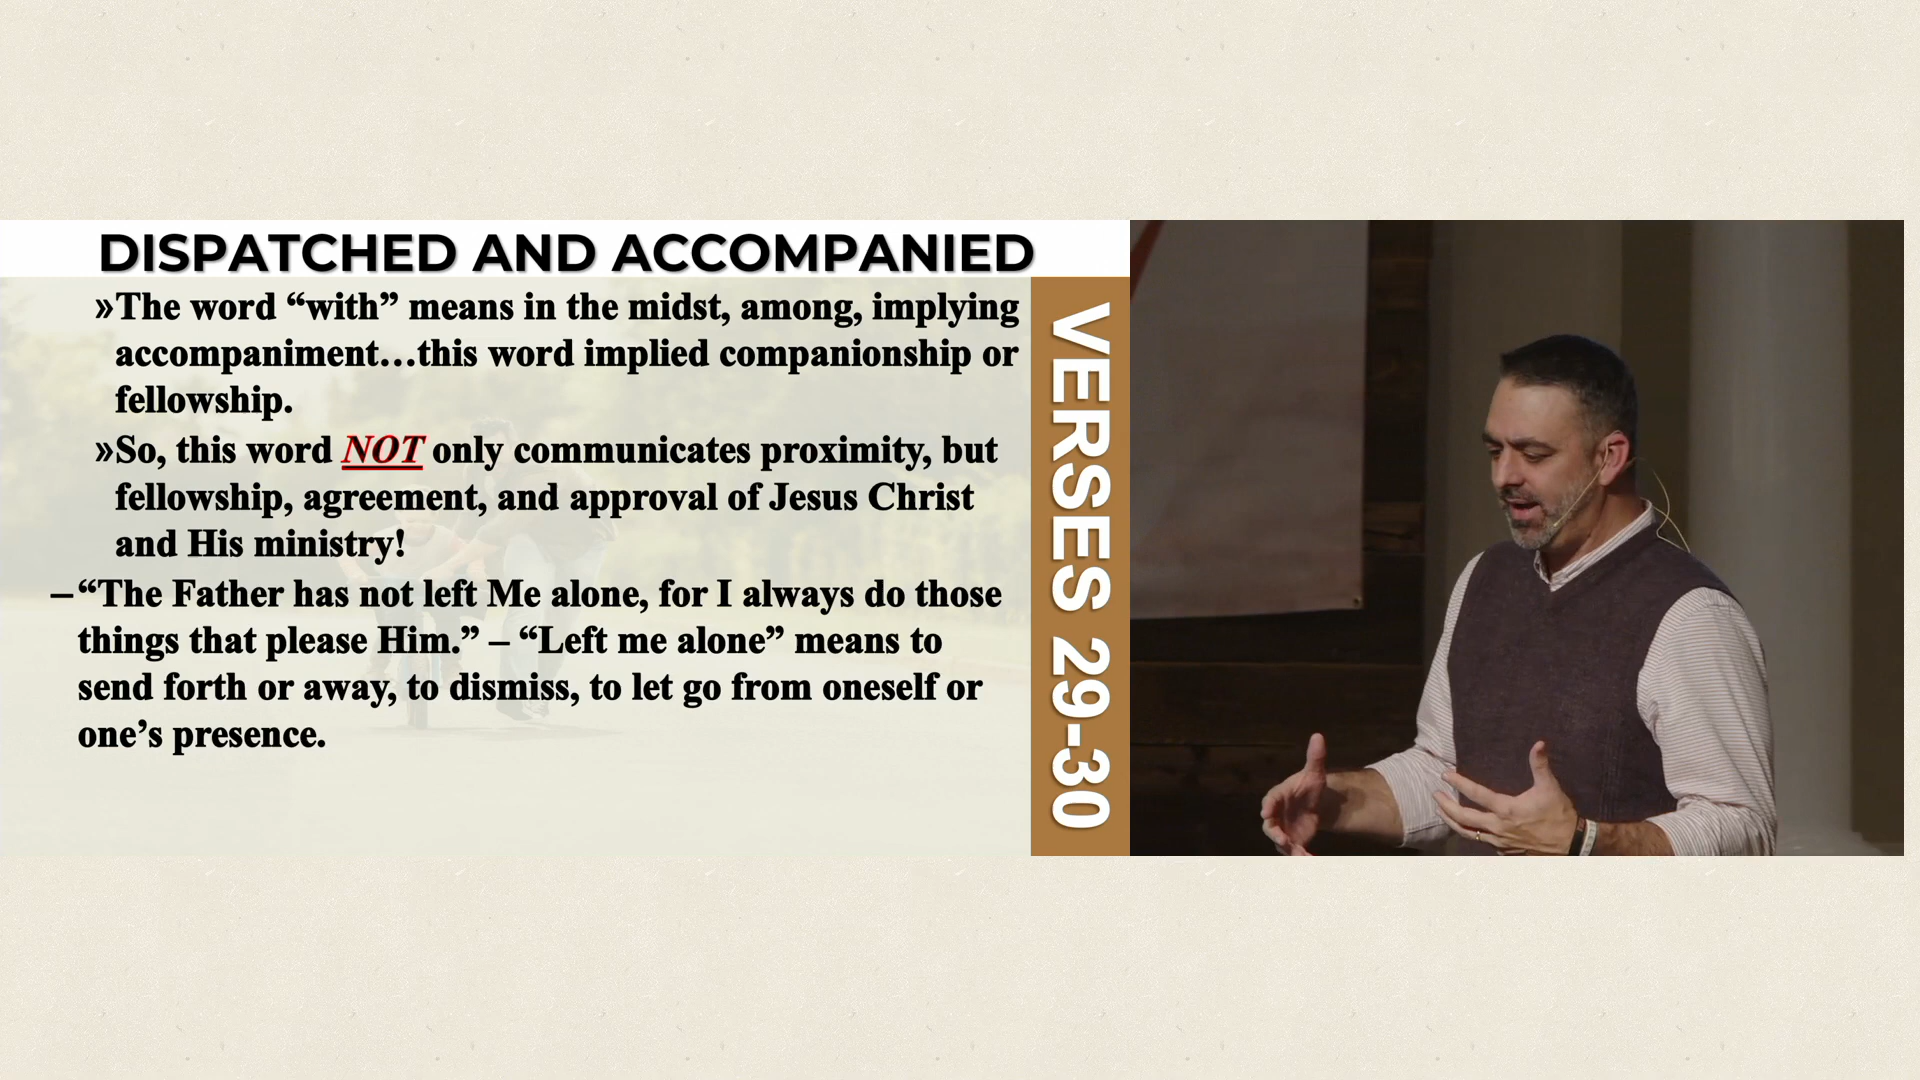 DISPATCHED AND ACCOMPANIED
»The word “with” means in the midst, among, implying
accompaniment…this word implied companionship or
fellowship.
»So, this word NOT only communicates proximity, but
fellowship, agreement, and approval of Jesus Christ
and His ministry!
–“The Father has not left Me alone, for I always do those
things that please Him.” – “Left me alone” means to
send forth or away, to dismiss, to let go from oneself or
one’s presence.
VERSES 29-30